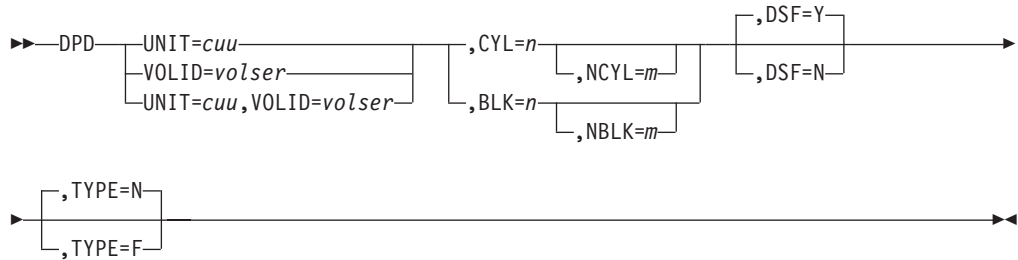 ,DSF=Y
DPD UNIT=cuu ,CYL=n
VOLID=volser ,NCYL=m ,DSF=N
UNIT=cuu,VOLID=volser ,BLK=n
,NBLK=m
,TYPE=N
,TYPE=F